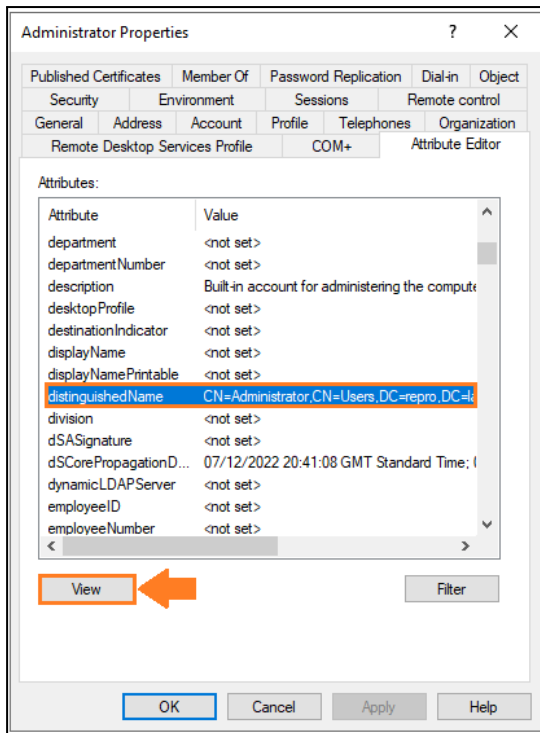 Administrator Properties ? ×
Published Certificates Member Of Password Replication Dial-in Object
Security Environment Sessions Remote control
General Address Account Profile Telephones Organization
Remote Desktop Services Profile COM+ Attribute Editor
Attributes:
Attribute Value
department <not set>
departmentNumber <not set>
description Built-in account for administering the compute
desktopProfile <not set>
destinationIndicator <not set>
displayName <not set>
displayNamePrintable <not set>
distinguishedName CN=Administrator,CN=Users,DC=repro,DC=la
division <not set>
dSASignature <not set>
dSCorePropagationD... 07/12/2022 20:41:08 GMT Standard Time; (
dynamicLDAPServer <not set>
employeeID <not set>
employeeNumber <not set>
View Filter
OK Cancel Apply Help